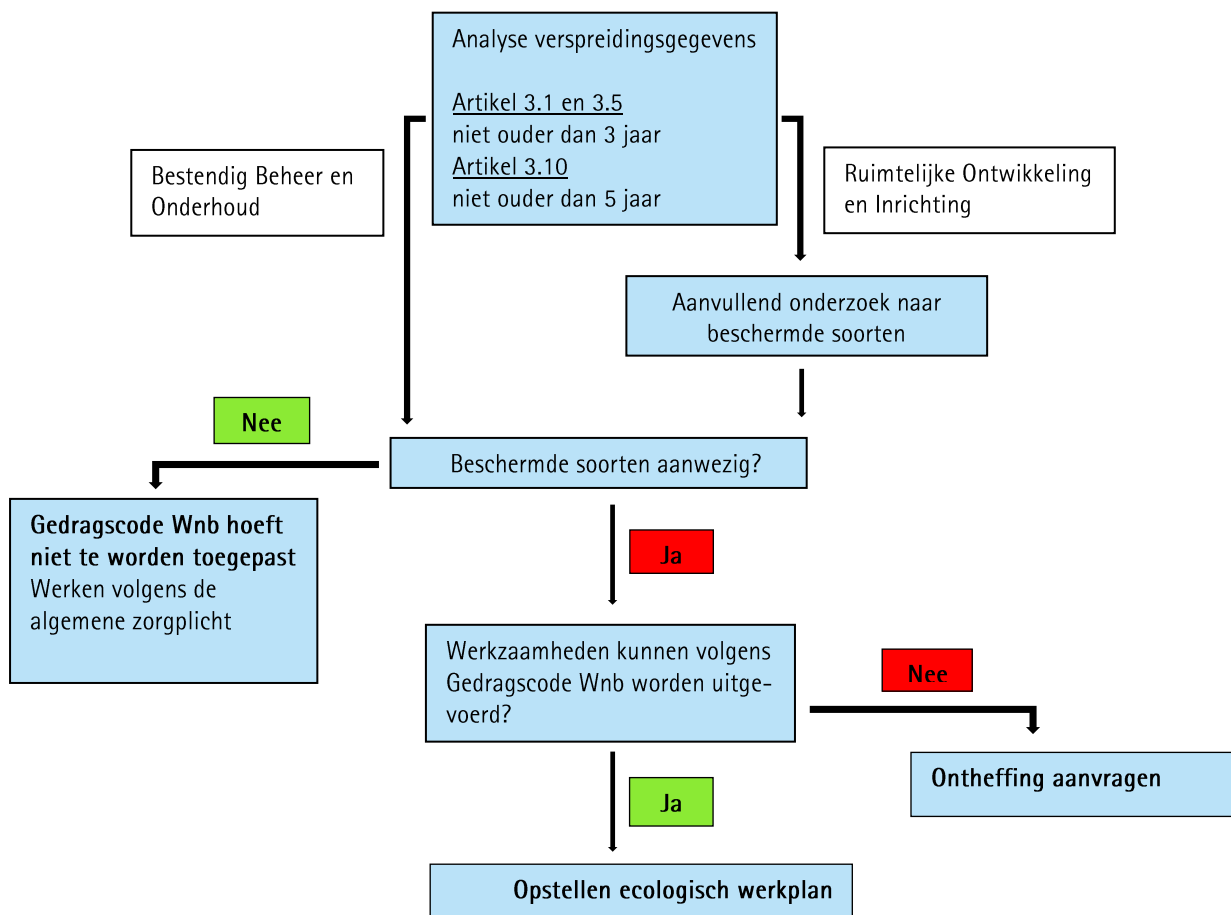 Analyse verspreidingsgegevens
Artikel 3.1 en 3.5
niet ouder dan 3 jaar
Artikel 3.10
niet ouder dan 5 jaar
Bestendig Beheer en
Onderhoud
Ruimtelijke Ontwikkeling
en Inrichting
Aanvullend onderzoek naar
beschermde soorten
Nee
Beschermde soorten aanwezig?
Gedragscode Wnb hoeft
niet te worden toegepast
Werken volgens de
algemene zorgplicht
Ja
Werkzaamheden kunnen volgens
Gedragscode Wnb worden uitge-
voerd?
Nee
Ontheffing aanvragen
Ja
Opstellen ecologisch werkplan